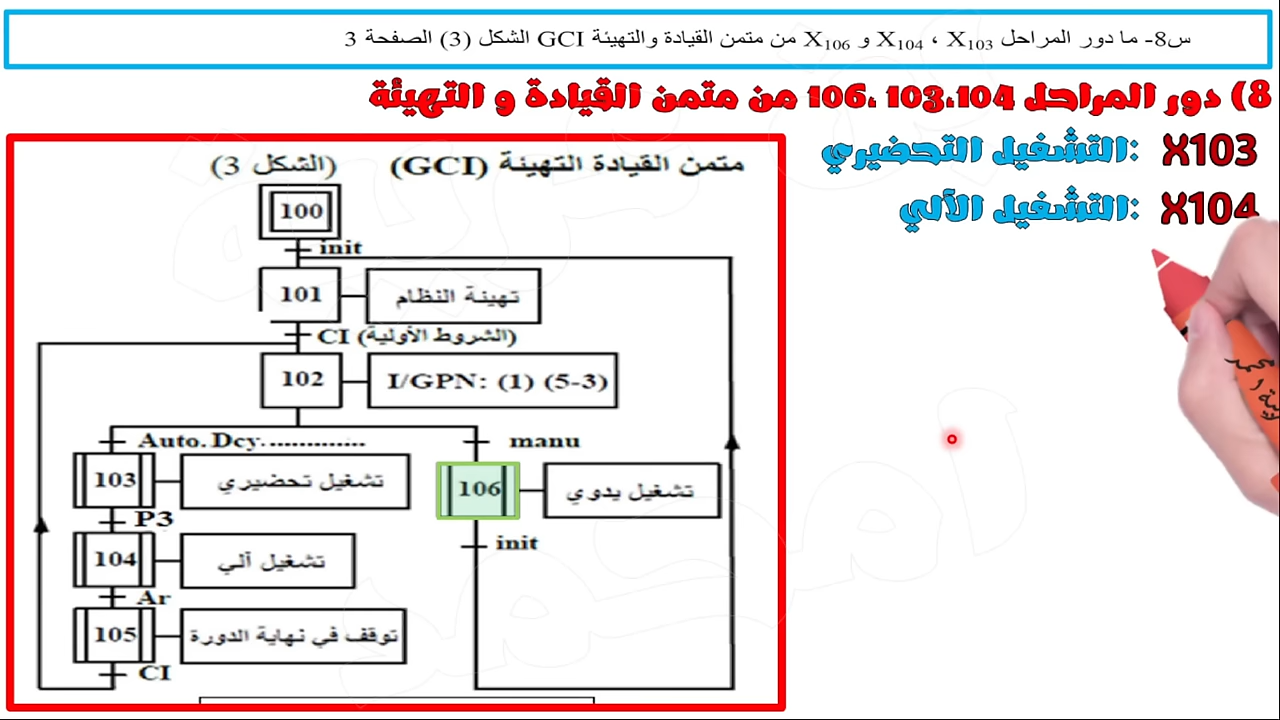 س8- ما دور المراحل X103 ، X104 و X106 من متمن القيادة والتهيئة GCI الشكل (3) الصفحة 3
8) دور المراحل 103،104 ،106 من متمن القيادة و التهيئة
X103 :التشغيل التحضيري
X104 :التشغيل الآلي
متمن القيادة التهيئة (GCI) (الشكل 3)
100
init
101 تهيئة النظام
CI (الشروط الأولية)
102 I/GPN: (1) (5-3)
Auto.Dcy.............. manu
103 تشغيل تحضيري
106 تشغيل يدوي
P3
init
104 تشغيل آلي
Ar
105 توقف في نهاية الدورة
CI
امحمد